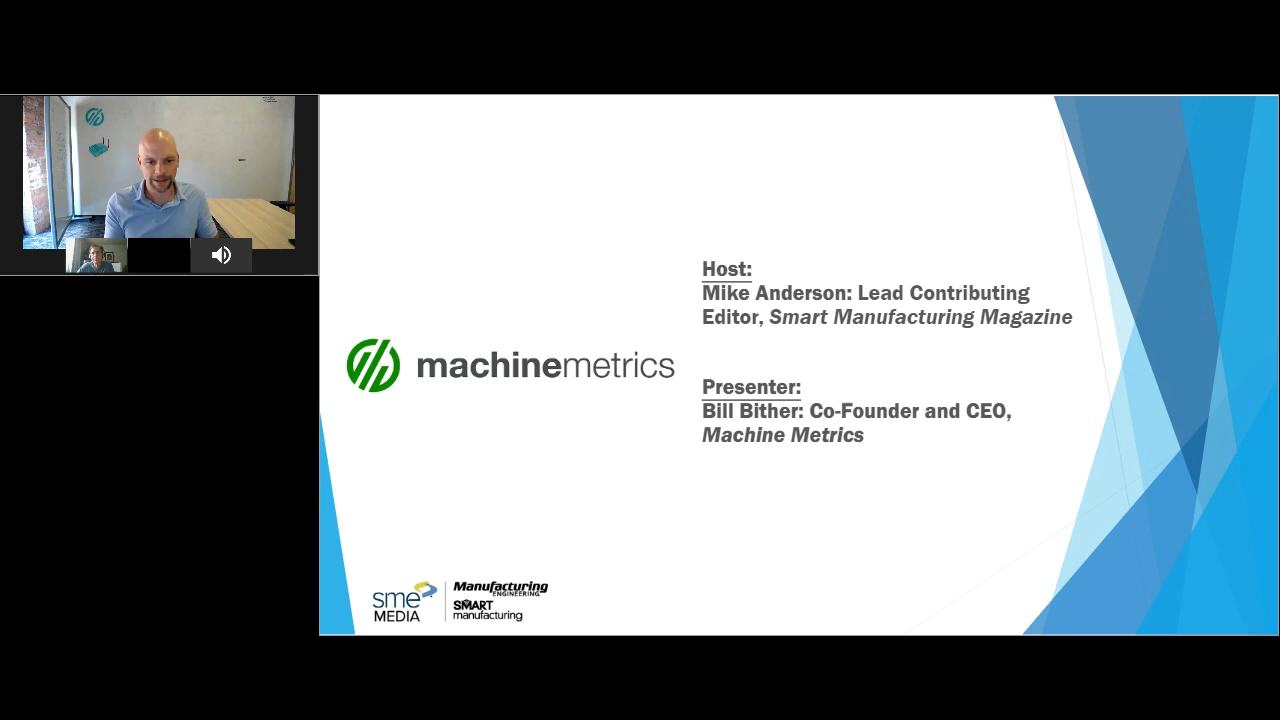 Host:
Mike Anderson: Lead Contributing
Editor, Smart Manufacturing Magazine
machinemetrics
Presenter:
Bill Bither: Co-Founder and CEO,
Machine Metrics
sme
MEDIA
Manufacturing
ENGINEERING
SMART
manufacturing